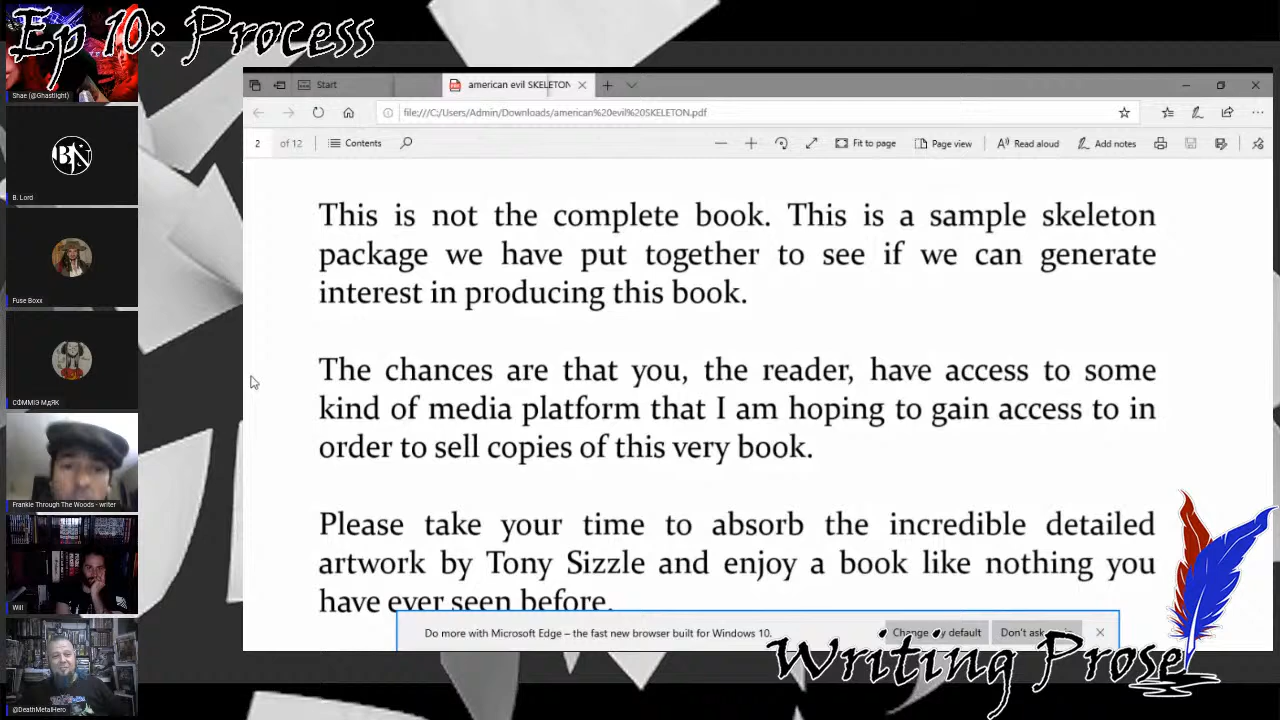 Ep 10: Process
Shae (@Ghastlight)
BN
B. Lord
Fuse Boxx
CФMMIЭ MдЯK
Frankie Through The Woods - writer
Will
@DeathMetalHero
Start
american evil SKELETON
file:///C:/Users/Admin/Downloads/american%20evil%20SKELETON.pdf
2 of 12
Contents
Fit to page
Page view
Read aloud
Add notes
This is not the complete book. This is a sample skeleton
package we have put together to see if we can generate
interest in producing this book.
The chances are that you, the reader, have access to some
kind of media platform that I am hoping to gain access to in
order to sell copies of this very book.
Please take your time to absorb the incredible detailed
artwork by Tony Sizzle and enjoy a book like nothing you
have ever seen before.
Do more with Microsoft Edge – the fast new browser built for Windows 10.
Change my default
Don't ask
Writing Prose